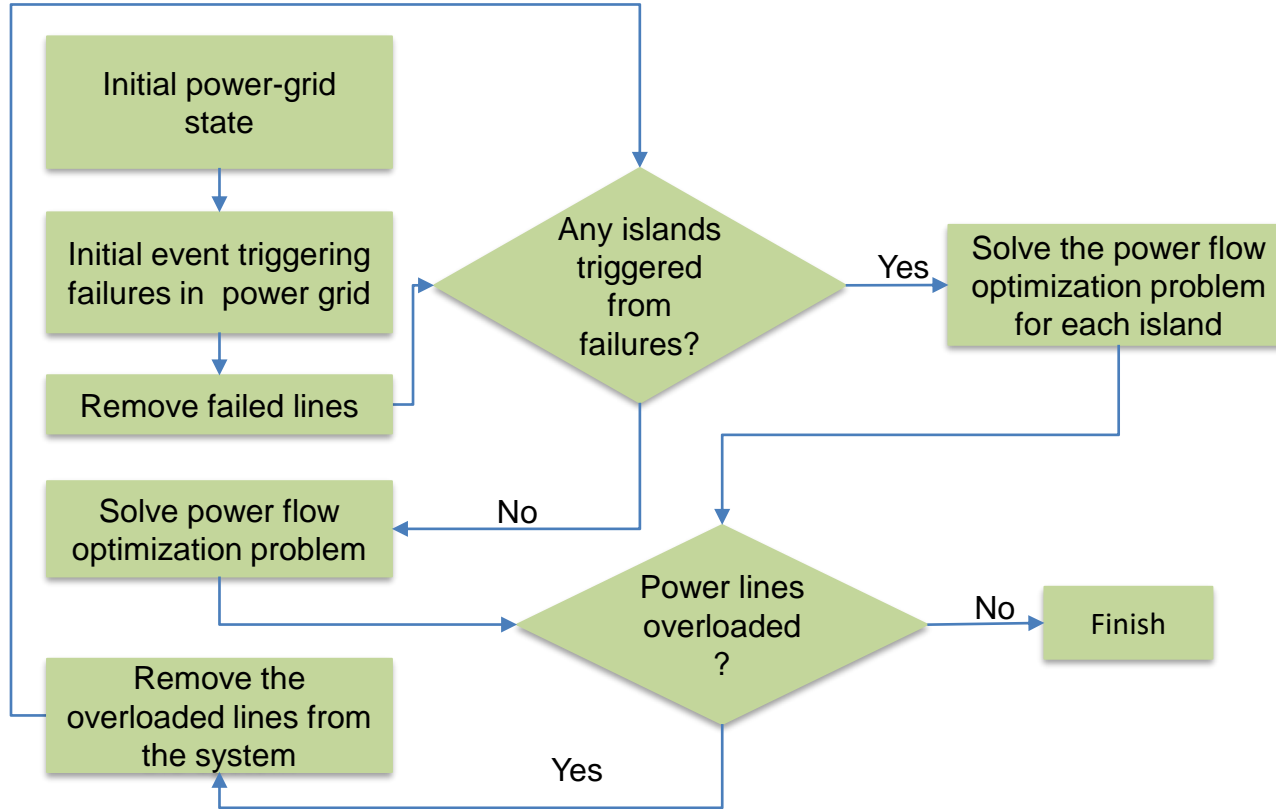 Initial power-grid
state
Initial event triggering
failures in  power grid
Remove failed lines
Any islands
triggered
from
failures?
Yes
Solve the power flow
optimization problem
for each island
No
Solve power flow
optimization problem
Power lines
overloaded
?
No
Finish
Remove the
overloaded lines from
the system
Yes